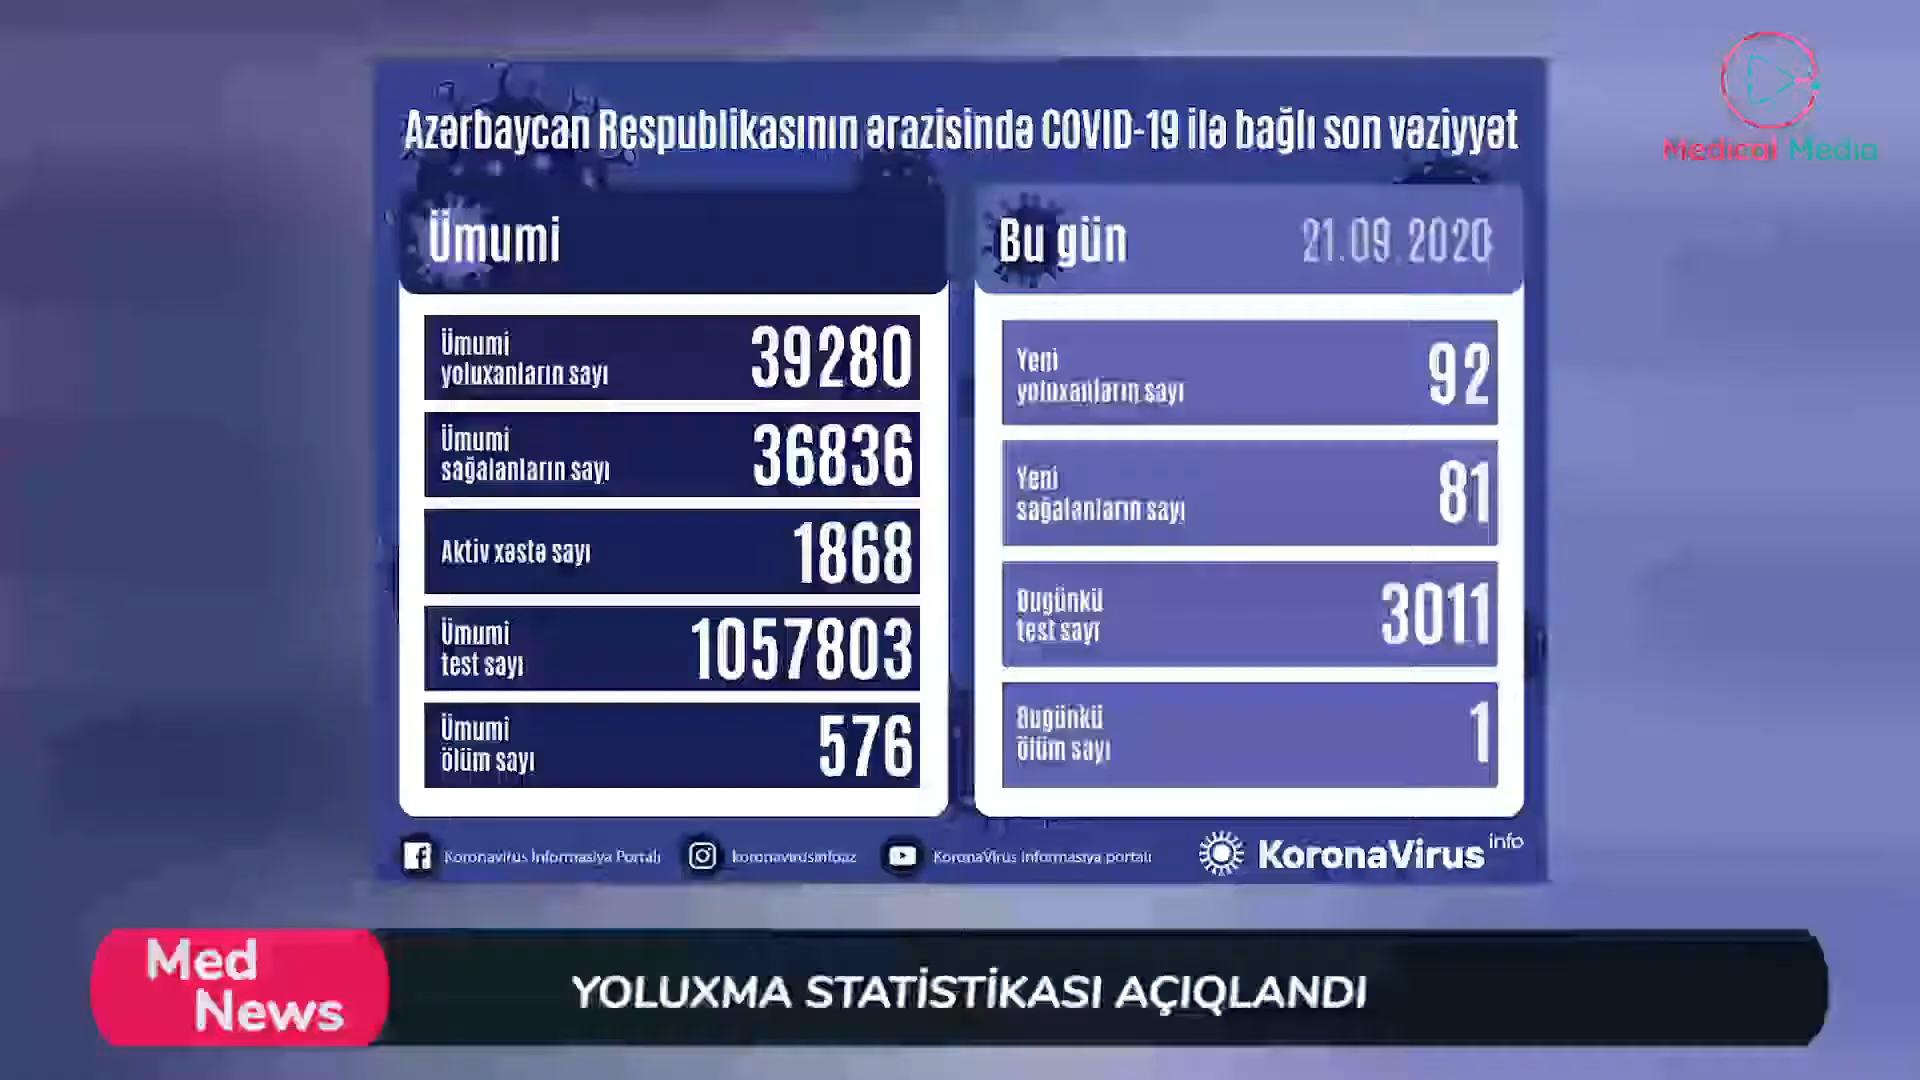 Medical Media
Azərbaycan Respublikasının ərazisində COVID-19 ilə bağlı son vəziyyət
Ümumi
Ümumi
yoluxanların sayı
39280
Ümumi
sağalanların sayı
36836
Aktiv xəstə sayı
1868
Ümumi
test sayı
1057803
Ümumi
ölüm sayı
576
Bu gün
21.09.2020
Yeni
yoluxanların sayı
92
Yeni
sağalanların sayı
81
Bugünkü
test sayı
3011
Bugünkü
ölüm sayı
1
Koronavirus İnformasiya Portalı
koronavirusinfoaz
KoronaVirus informasiya portalı
KoronaVirus info
Med
News
YOLUXMA STATİSTİKASI AÇIQLANDI